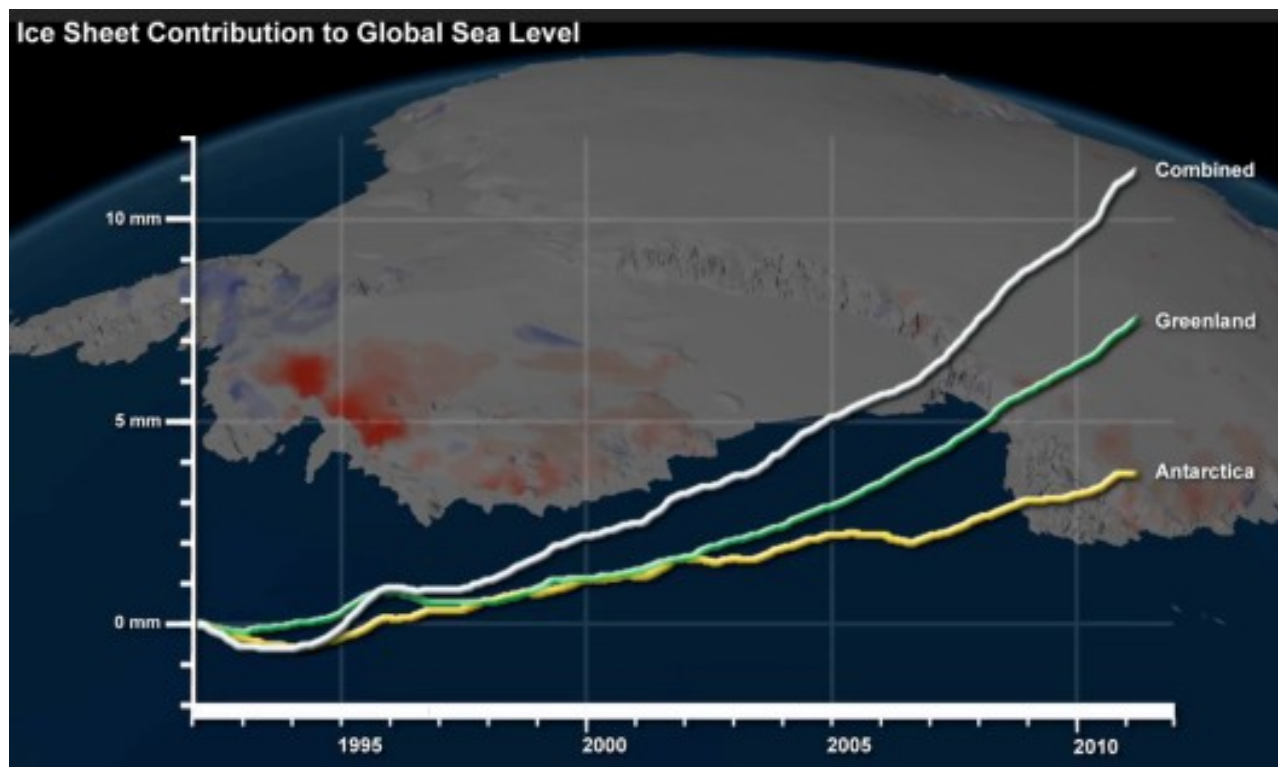 Ice Sheet Contribution to Global Sea Level
Combined
10 mm
Greenland
5 mm
Antarctica
0 mm
1995 2000 2005 2010